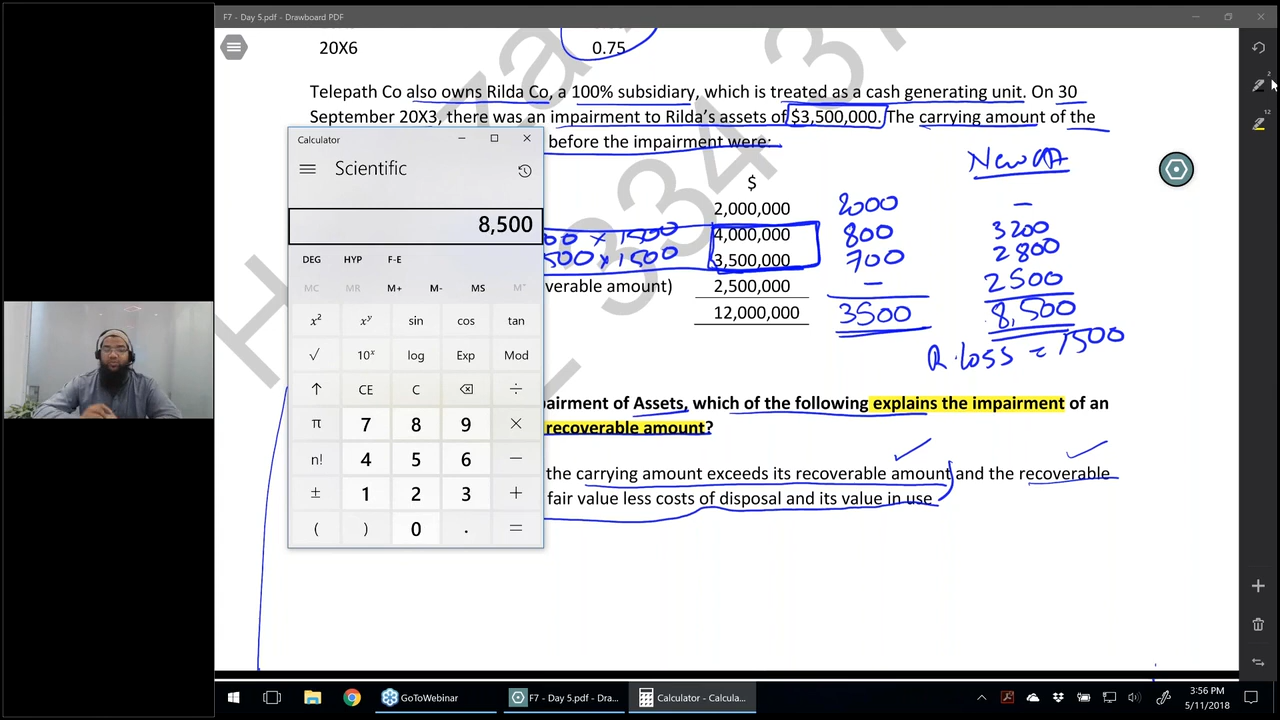 F7 - Day 5.pdf - Drawboard PDF
20X6
0.75
Telepath Co also owns Rilda Co, a 100% subsidiary, which is treated as a cash generating unit. On 30
September 20X3, there was an impairment to Rilda's assets of $3,500,000. The carrying amount of the
before the impairment were:
New CA
$
2,000,000 2000 –
00 x 1500 4,000,000 800 3200
500 x 1500 3,500,000 700 2800
verable amount) 2,500,000 – 2500
12,000,000 3500 8,500
R.loss = 1500
pairment of Assets, which of the following explains the impairment of an
recoverable amount?
the carrying amount exceeds its recoverable amount and the recoverable
fair value less costs of disposal and its value in use
Calculator
Scientific
8,500
DEG HYP F-E
MC MR M+ M- MS M˅
x² xʸ sin cos tan
√ 10ˣ log Exp Mod
↑ CE C ⌫ ÷
π 7 8 9 ×
n! 4 5 6 −
± 1 2 3 +
( ) 0 . =
2
12
GoToWebinar
F7 - Day 5.pdf - Dra...
Calculator - Calcula...
3:56 PM
5/11/2018